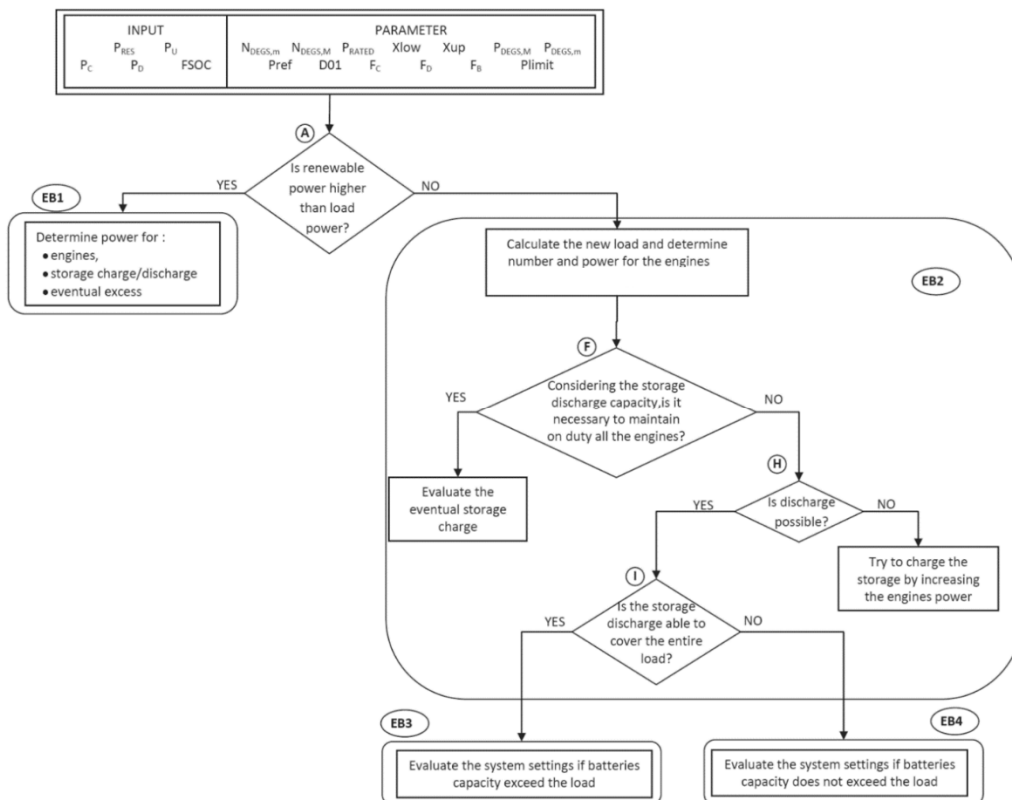 INPUT
P_RES P_U
P_C P_D FSOC
PARAMETER
N_DEGS,m N_DEGS,M P_RATED Xlow Xup P_DEGS,M P_DEGS,m
Pref D01 F_C F_D F_B Plimit
A
Is renewable
power higher
than load
power?
YES
NO
EB1
Determine power for :
• engines,
• storage charge/discharge
• eventual excess
Calculate the new load and determine
number and power for the engines
EB2
F
Considering the storage
discharge capacity,is it
necessary to maintain
on duty all the engines?
YES
NO
Evaluate the
eventual storage
charge
H
Is discharge
possible?
YES
NO
Try to charge the
storage by increasing
the engines power
I
Is the storage
discharge able to
cover the entire
load?
YES
NO
EB3
Evaluate the system settings if batteries
capacity exceed the load
EB4
Evaluate the system settings if batteries
capacity does not exceed the load